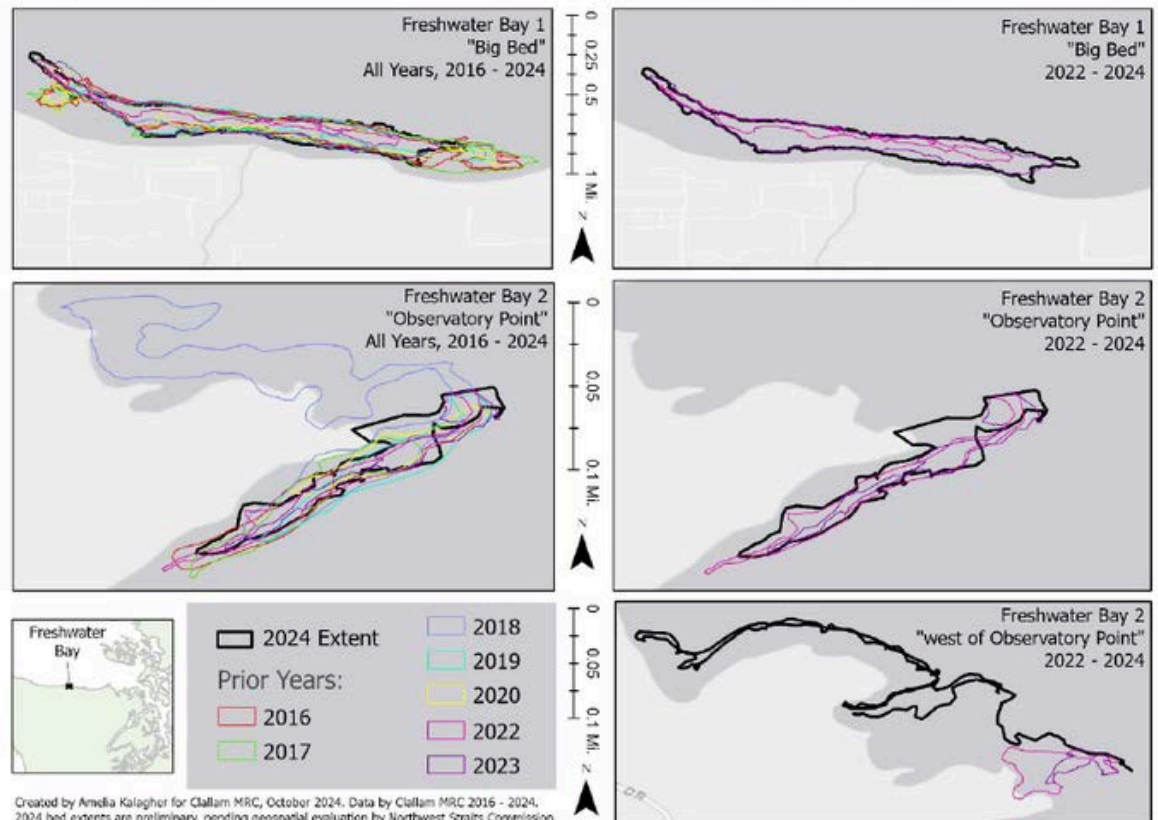 Freshwater Bay 1
"Big Bed"
All Years, 2016 - 2024
0
0.25
0.5
1 Mi.
N
Freshwater Bay 1
"Big Bed"
2022 - 2024
Freshwater Bay 2
"Observatory Point"
All Years, 2016 - 2024
0
0.05
0.1 Mi.
N
Freshwater Bay 2
"Observatory Point"
2022 - 2024
Freshwater
Bay
2024 Extent
Prior Years:
2016
2017
2018
2019
2020
2022
2023
0
0.05
0.1 Mi.
N
Freshwater Bay 2
"west of Observatory Point"
2022 - 2024
Created by Amelia Kalagher for Clallam MRC, October 2024. Data by Clallam MRC 2016 - 2024.
2024 bed extents are preliminary, pending geospatial evaluation by Northwest Straits Commission.